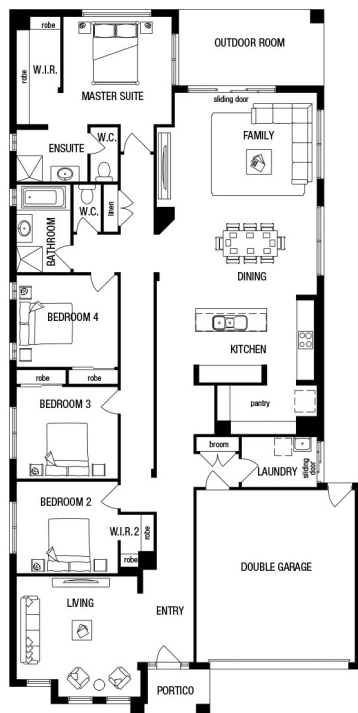 robe
OUTDOOR ROOM
W.I.R.
robe
MASTER SUITE
sliding door
FAMILY
W.C.
ENSUITE
W.C.
linen
BATHROOM
DINING
BEDROOM 4
KITCHEN
robe
robe
pantry
BEDROOM 3
broom
LAUNDRY
sliding door
BEDROOM 2
W.I.R.2
robe
robe
DOUBLE GARAGE
LIVING
ENTRY
PORTICO